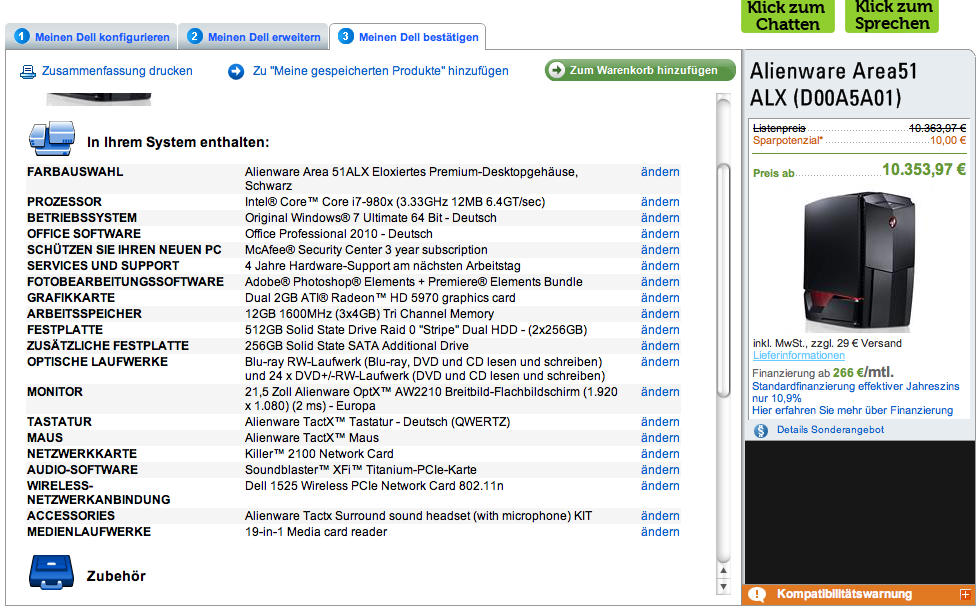 Klick zum
Chatten
Klick zum
Sprechen
1 Meinen Dell konfigurieren
2 Meinen Dell erweitern
3 Meinen Dell bestätigen
Zusammenfassung drucken
Zu "Meine gespeicherten Produkte" hinzufügen
Zum Warenkorb hinzufügen
In Ihrem System enthalten:
FARBAUSWAHL Alienware Area 51ALX Eloxiertes Premium-Desktopgehäuse, ändern
Schwarz
PROZESSOR Intel® Core™ Core i7-980x (3.33GHz 12MB 6.4GT/sec) ändern
BETRIEBSSYSTEM Original Windows® 7 Ultimate 64 Bit - Deutsch ändern
OFFICE SOFTWARE Office Professional 2010 - Deutsch ändern
SCHÜTZEN SIE IHREN NEUEN PC McAfee® Security Center 3 year subscription ändern
SERVICES UND SUPPORT 4 Jahre Hardware-Support am nächsten Arbeitstag ändern
FOTOBEARBEITUNGSSOFTWARE Adobe® Photoshop® Elements + Premiere® Elements Bundle ändern
GRAFIKKARTE Dual 2GB ATI® Radeon™ HD 5970 graphics card ändern
ARBEITSSPEICHER 12GB 1600MHz (3x4GB) Tri Channel Memory ändern
FESTPLATTE 512GB Solid State Drive Raid 0 "Stripe" Dual HDD - (2x256GB) ändern
ZUSÄTZLICHE FESTPLATTE 256GB Solid State SATA Additional Drive ändern
OPTISCHE LAUFWERKE Blu-ray RW-Laufwerk (Blu-ray, DVD und CD lesen und schreiben) ändern
und 24 x DVD+/-RW-Laufwerk (DVD und CD lesen und schreiben)
MONITOR 21,5 Zoll Alienware OptX™ AW2210 Breitbild-Flachbildschirm (1.920 ändern
x 1.080) (2 ms) - Europa
TASTATUR Alienware TactX™ Tastatur - Deutsch (QWERTZ) ändern
MAUS Alienware TactX™ Maus ändern
NETZWERKKARTE Killer™ 2100 Network Card ändern
AUDIO-SOFTWARE Soundblaster™ XFi™ Titanium-PCIe-Karte ändern
WIRELESS- Dell 1525 Wireless PCIe Network Card 802.11n ändern
NETZWERKANBINDUNG
ACCESSORIES Alienware Tactx Surround sound headset (with microphone) KIT ändern
MEDIENLAUFWERKE 19-in-1 Media card reader ändern
Zubehör
Alienware Area51
ALX (D00A5A01)
Listenpreis 10.363,97 €
Sparpotenzial* 10,00 €
Preis ab 10.353,97 €
inkl. MwSt., zzgl. 29 € Versand
Lieferinformationen
Finanzierung ab 266 €/mtl.
Standardfinanzierung effektiver Jahreszins
nur 10,9%
Hier erfahren Sie mehr über Finanzierung
$ Details Sonderangebot
! Kompatibilitätswarnung +